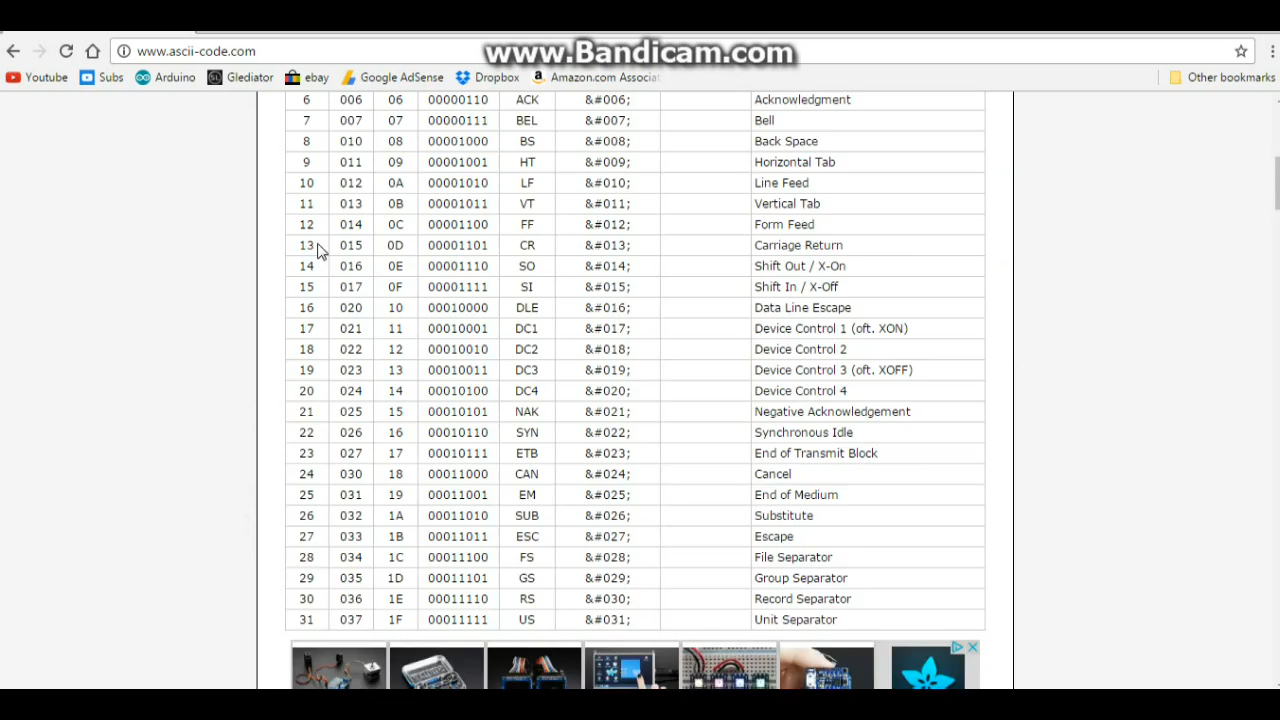 www.ascii-code.com
www.Bandicam.com
Youtube Subs Arduino Glediator ebay Google AdSense Dropbox Amazon.com Associat Other bookmarks
6 006 06 00000110 ACK &#006; Acknowledgment
7 007 07 00000111 BEL &#007; Bell
8 010 08 00001000 BS &#008; Back Space
9 011 09 00001001 HT &#009; Horizontal Tab
10 012 0A 00001010 LF &#010; Line Feed
11 013 0B 00001011 VT &#011; Vertical Tab
12 014 0C 00001100 FF &#012; Form Feed
13 015 0D 00001101 CR &#013; Carriage Return
14 016 0E 00001110 SO &#014; Shift Out / X-On
15 017 0F 00001111 SI &#015; Shift In / X-Off
16 020 10 00010000 DLE &#016; Data Line Escape
17 021 11 00010001 DC1 &#017; Device Control 1 (oft. XON)
18 022 12 00010010 DC2 &#018; Device Control 2
19 023 13 00010011 DC3 &#019; Device Control 3 (oft. XOFF)
20 024 14 00010100 DC4 &#020; Device Control 4
21 025 15 00010101 NAK &#021; Negative Acknowledgement
22 026 16 00010110 SYN &#022; Synchronous Idle
23 027 17 00010111 ETB &#023; End of Transmit Block
24 030 18 00011000 CAN &#024; Cancel
25 031 19 00011001 EM &#025; End of Medium
26 032 1A 00011010 SUB &#026; Substitute
27 033 1B 00011011 ESC &#027; Escape
28 034 1C 00011100 FS &#028; File Separator
29 035 1D 00011101 GS &#029; Group Separator
30 036 1E 00011110 RS &#030; Record Separator
31 037 1F 00011111 US &#031; Unit Separator